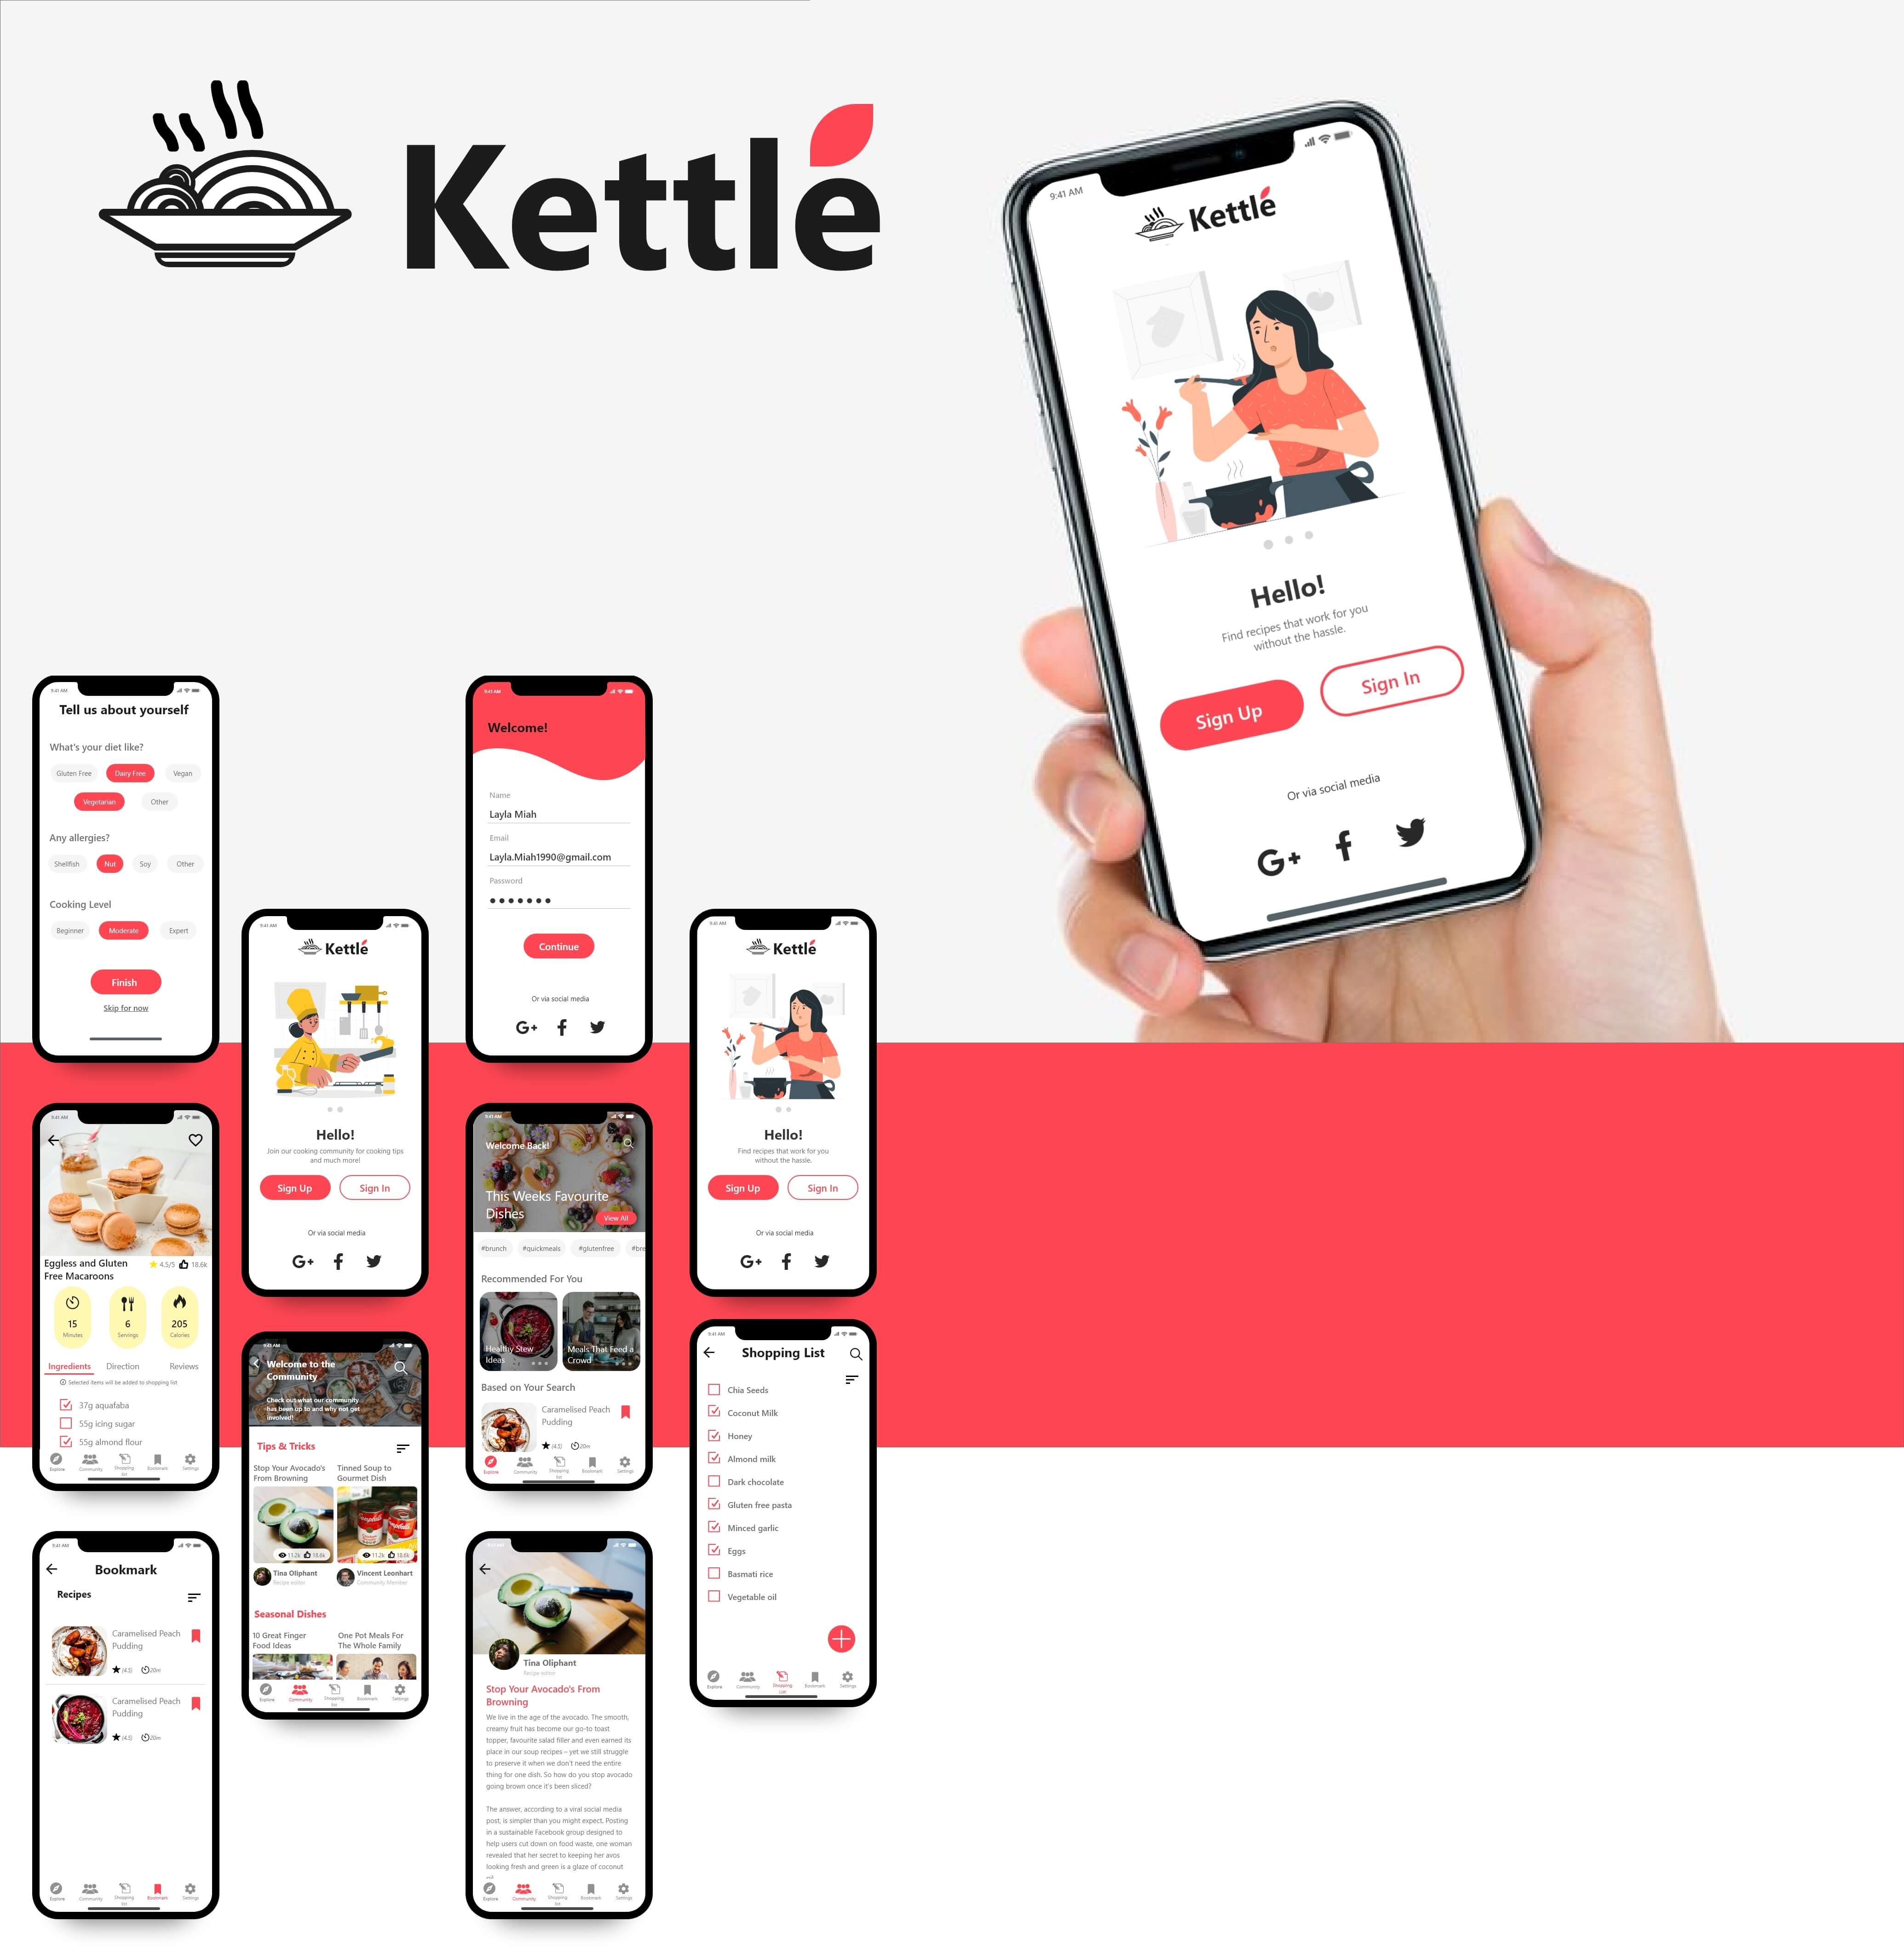 Kettle
9:41 AM
Kettle
Hello!
Find recipes that work for you
without the hassle.
Sign Up
Sign In
Or via social media
G+
9:41 AM
Tell us about yourself
What's your diet like?
Gluten Free
Dairy Free
Vegan
Vegetarian
Other
Any allergies?
Shellfish
Nut
Soy
Other
Cooking Level
Beginner
Moderate
Expert
Finish
Skip for now
9:41 AM
Welcome!
Name
Layla Miah
Email
Layla.Miah1990@gmail.com
Password
Continue
Or via social media
G+
9:41 AM
Kettle
Hello!
Join our cooking community for cooking tips
and much more!
Sign Up
Sign In
Or via social media
G+
9:41 AM
Kettle
Hello!
Find recipes that work for you
without the hassle.
Sign Up
Sign In
Or via social media
G+
9:41 AM
Eggless and Gluten
Free Macaroons
4.5/5
18.6k
15
Minutes
6
Servings
205
Calories
Ingredients
Direction
Reviews
Selected items will be added to shopping list
37g aquafaba
55g icing sugar
55g almond flour
Explore
Community
Shopping
list
Bookmark
Settings
9:41 AM
Welcome Back!
This Weeks Favourite
Dishes
View All
#brunch
#quickmeals
#glutenfree
#bre
Recommended For You
Healthy Stew
Ideas
Meals That Feed a
Crowd
Based on Your Search
Caramelised Peach
Pudding
(4.5)
20m
Explore
Community
Shopping
list
Bookmark
Settings
9:41 AM
Welcome to the
Community
Check out what our community
has been up to and why not get
involved!
Tips & Tricks
Stop Your Avocado's
From Browning
Tinned Soup to
Gourmet Dish
Campbell's
11.2k
18.6k
11.2k
18.6k
Tina Oliphant
Recipe editor
Vincent Leonhart
Community Member
Seasonal Dishes
10 Great Finger
Food Ideas
One Pot Meals For
The Whole Family
Explore
Community
Shopping
list
Bookmark
Settings
9:41 AM
Shopping List
Chia Seeds
Coconut Milk
Honey
Almond milk
Dark chocolate
Gluten free pasta
Minced garlic
Eggs
Basmati rice
Vegetable oil
Explore
Community
Shopping
List
Bookmark
Settings
9:41 AM
Bookmark
Recipes
Caramelised Peach
Pudding
(4.5)
20m
Caramelised Peach
Pudding
(4.5)
20m
Explore
Community
Shopping
list
Bookmark
Settings
Tina Oliphant
Recipe editor
Stop Your Avocado's From
Browning
We live in the age of the avocado. The smooth,
creamy fruit has become our go-to toast
topper, favourite salad filler and even earned its
place in our soup recipes – yet we still struggle
to preserve it when we don't need the entire
thing for one dish. So how do you stop avocado
going brown once it's been sliced?
The answer, according to a viral social media
post, is simpler than you might expect. Posting
in a sustainable Facebook group designed to
help users cut down on food waste, one woman
revealed that her secret to keeping her avos
looking fresh and green is a glaze of coconut
Explore
Community
Shopping
list
Bookmark
Settings